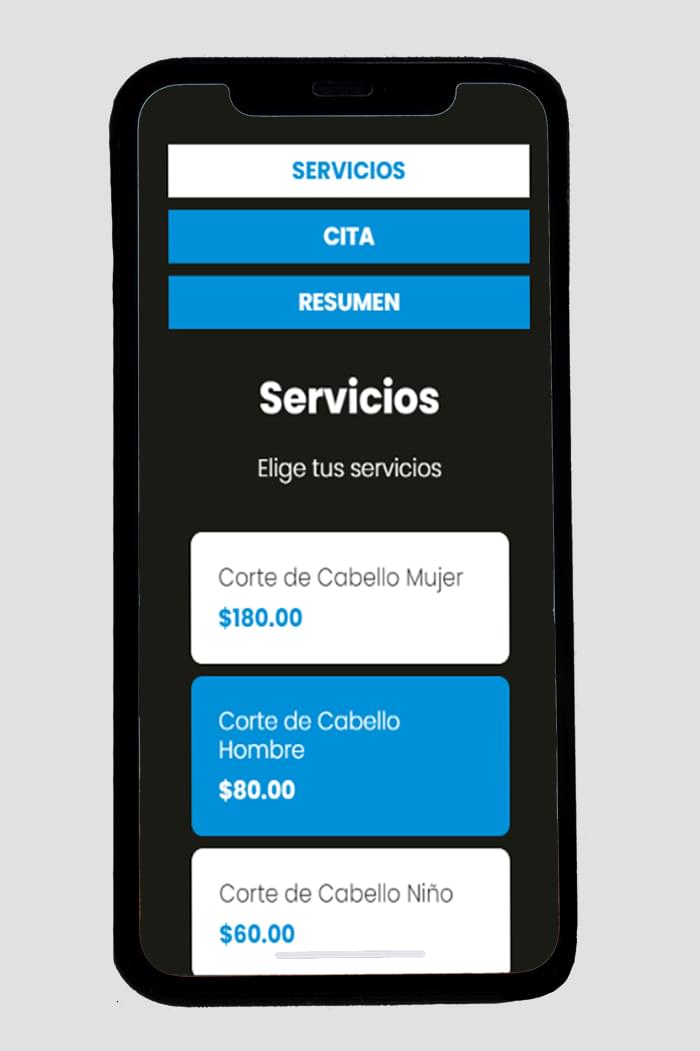 SERVICIOS
CITA
RESUMEN
Servicios
Elige tus servicios
Corte de Cabello Mujer
$180.00
Corte de Cabello
Hombre
$80.00
Corte de Cabello Niño
$60.00